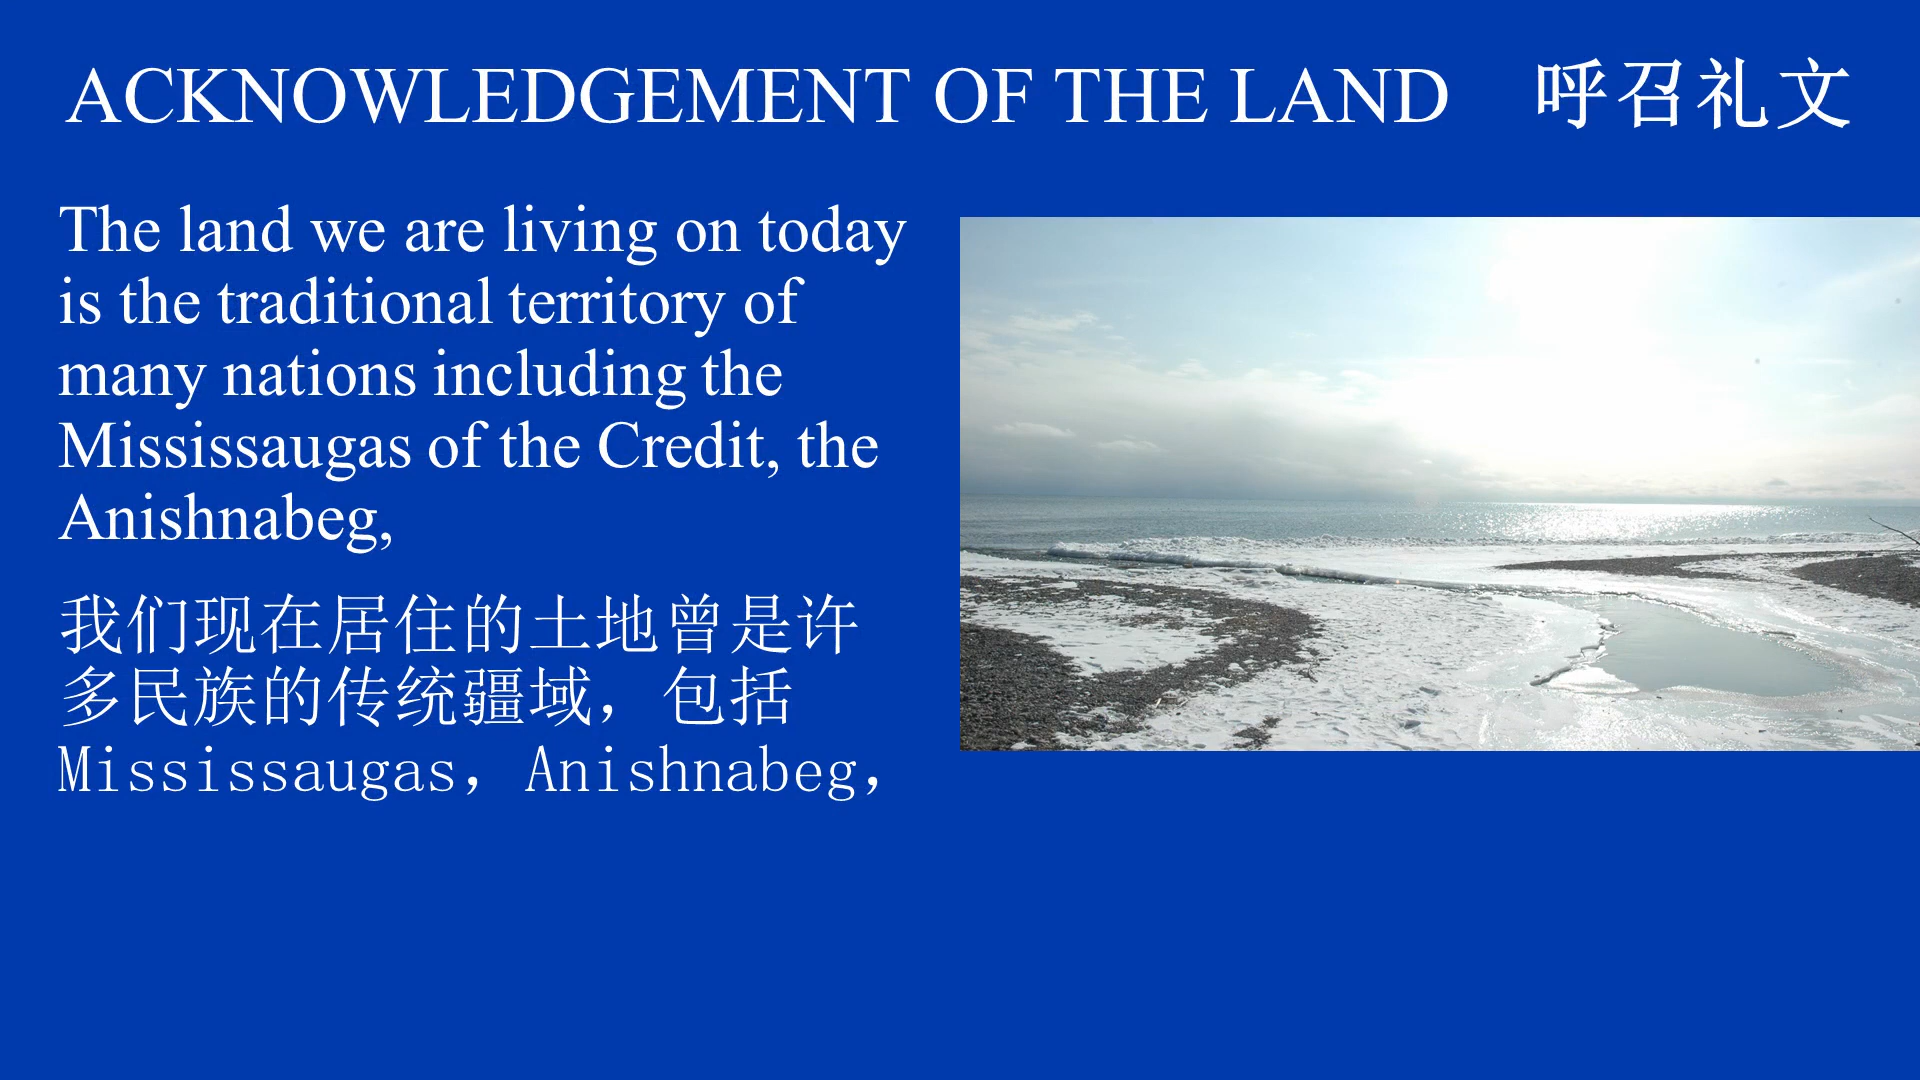 ACKNOWLEDGEMENT OF THE LAND 呼召礼文
The land we are living on today
is the traditional territory of
many nations including the
Mississaugas of the Credit, the
Anishnabeg,
我们现在居住的土地曾是许
多民族的传统疆域，包括
Mississaugas，Anishnabeg，